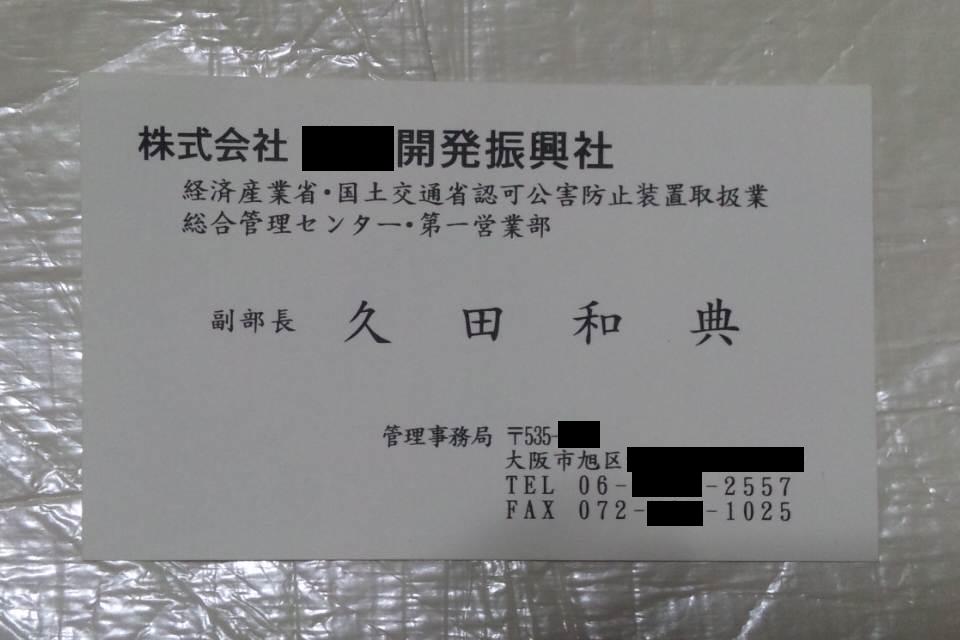 株式会社 開発振興社
経済産業省・国土交通省認可公害防止装置取扱業
総合管理センター・第一営業部
副部長 久田和典
管理事務局 〒535-
大阪市旭区
TEL 06- -2557
FAX 072- -1025